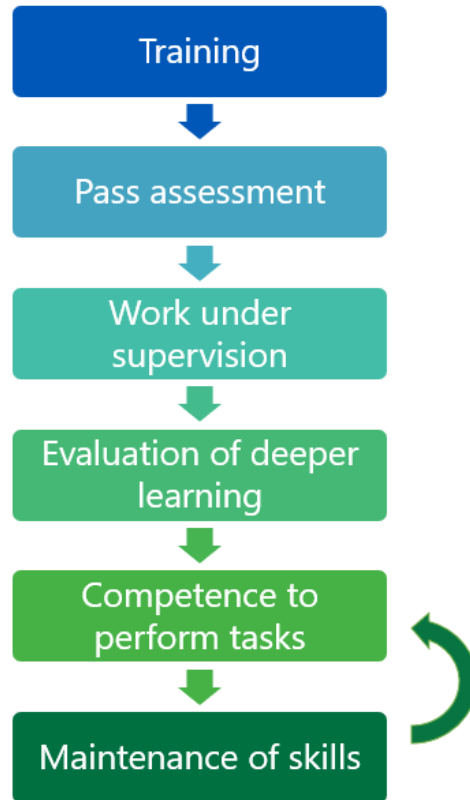 Training
Pass assessment
Work under
supervision
Evaluation of deeper
learning
Competence to
perform tasks
Maintenance of skills